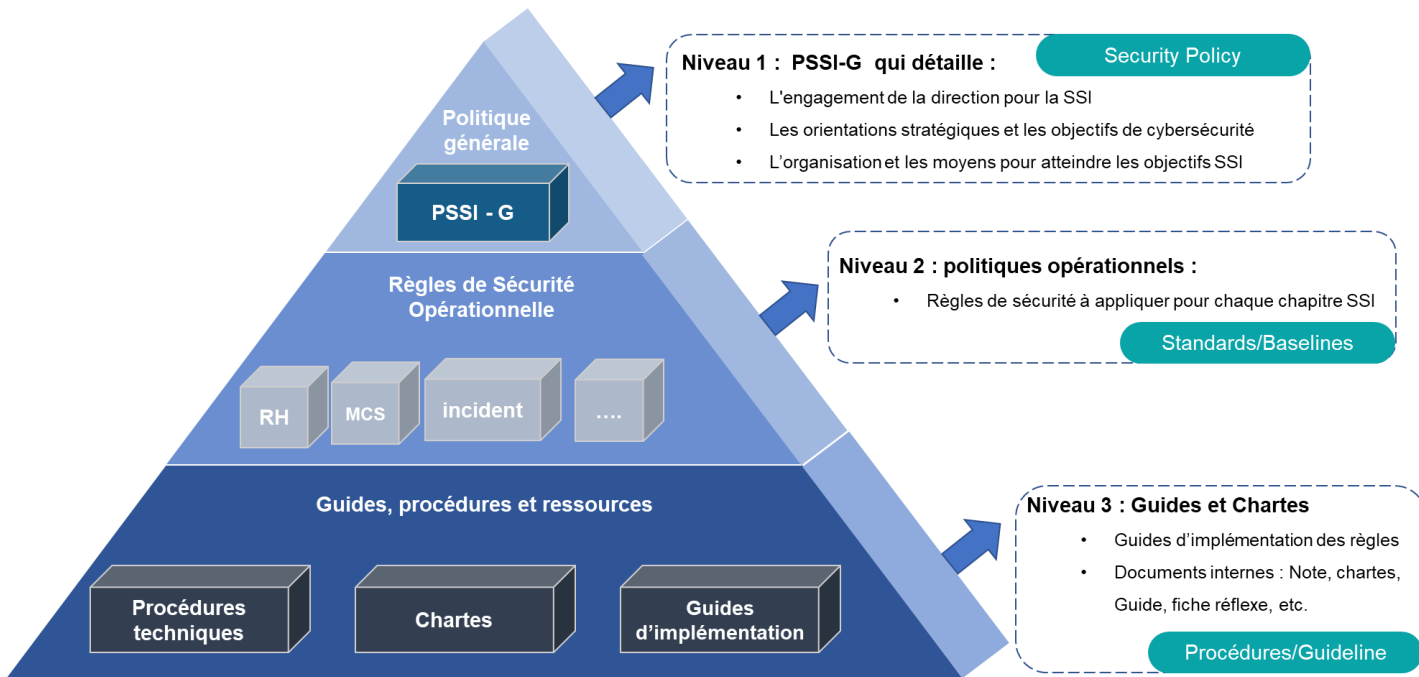 Politique
générale
PSSI - G
Règles de Sécurité
Opérationnelle
RH
MCS
incident
....
Guides, procédures et ressources
Procédures
techniques
Chartes
Guides
d'implémentation
Security Policy
Niveau 1 : PSSI-G qui détaille :
• L'engagement de la direction pour la SSI
• Les orientations stratégiques et les objectifs de cybersécurité
• L’organisation et les moyens pour atteindre les objectifs SSI
Niveau 2 : politiques opérationnels :
• Règles de sécurité à appliquer pour chaque chapitre SSI
Standards/Baselines
Niveau 3 : Guides et Chartes
• Guides d’implémentation des règles
• Documents internes : Note, chartes,
Guide, fiche réflexe, etc.
Procédures/Guideline